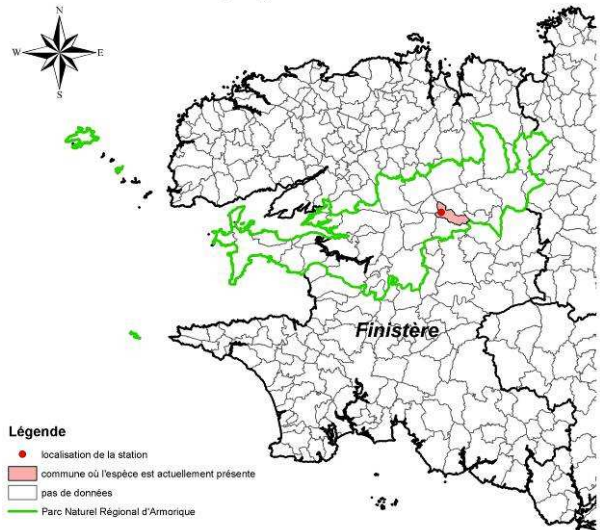 N
W E
S
Finistère
Légende
localisation de la station
commune où l'espèce est actuellement présente
pas de données
Parc Naturel Régional d'Armorique